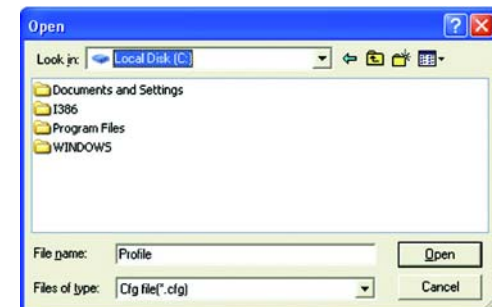 Open
Look in: Local Disk (C:)
Documents and Settings
I386
Program Files
WINDOWS
File name: Profile Open
Files of type: Cfg file(*.cfg) Cancel